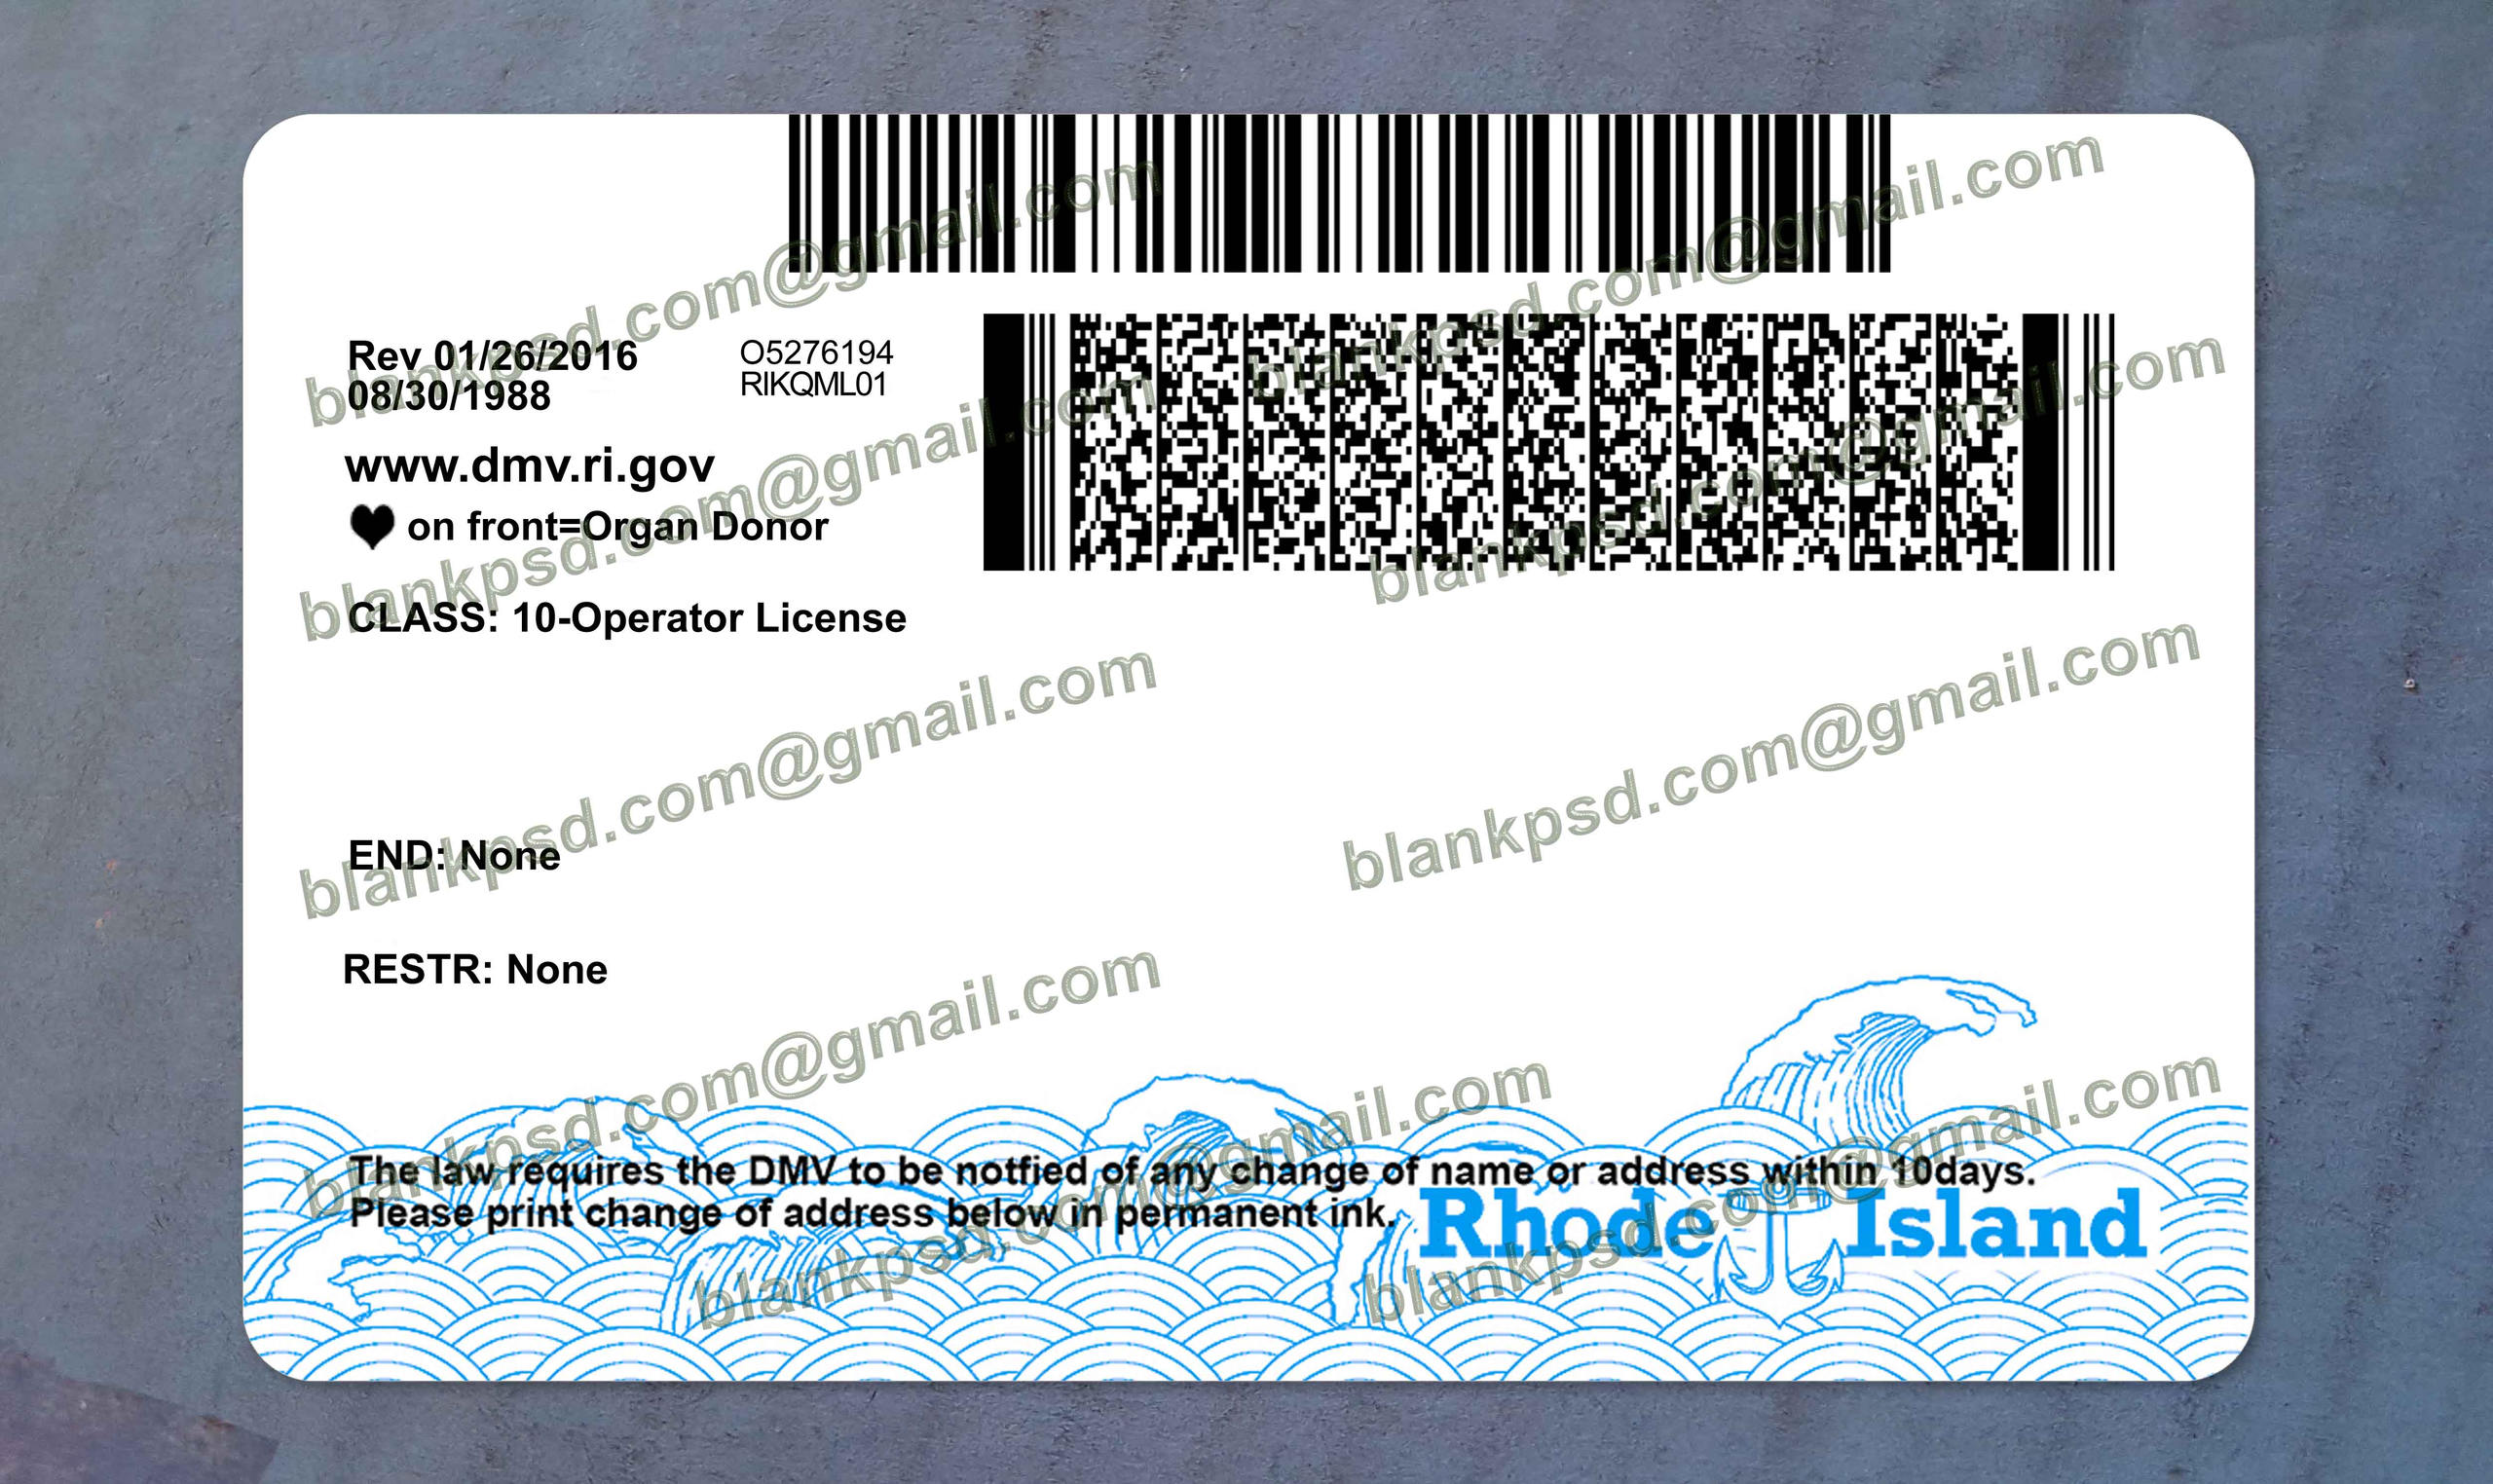 Rev 01/26/2016
08/30/1988
O5276194
RIKQML01
www.dmv.ri.gov
on front=Organ Donor
CLASS: 10-Operator License
END: None
RESTR: None
The law requires the DMV to be notfied of any change of name or address within 10days.
Please print change of address below in permanent ink.
Rhode Island
blankpsd.com@gmail.com
blankpsd.com@gmail.com
blankpsd.com@gmail.com
blankpsd.com@gmail.com
blankpsd.com@gmail.com
blankpsd.com@gmail.com
blankpsd.com@gmail.com
blankpsd.com@gmail.com
blankpsd.com@gmail.com